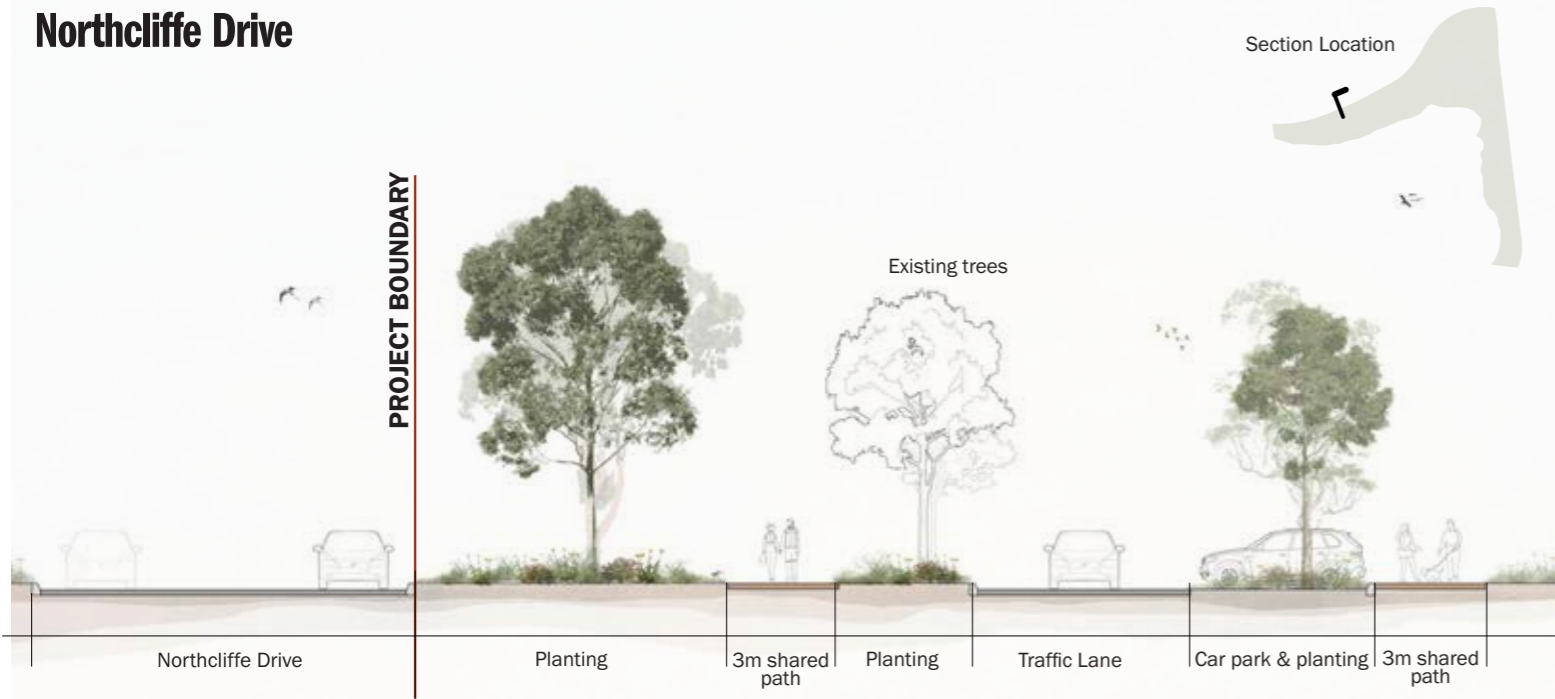 Northcliffe Drive
Section Location
PROJECT BOUNDARY
Existing trees
Northcliffe Drive
Planting
3m shared
path
Planting
Traffic Lane
Car park & planting
3m shared
path